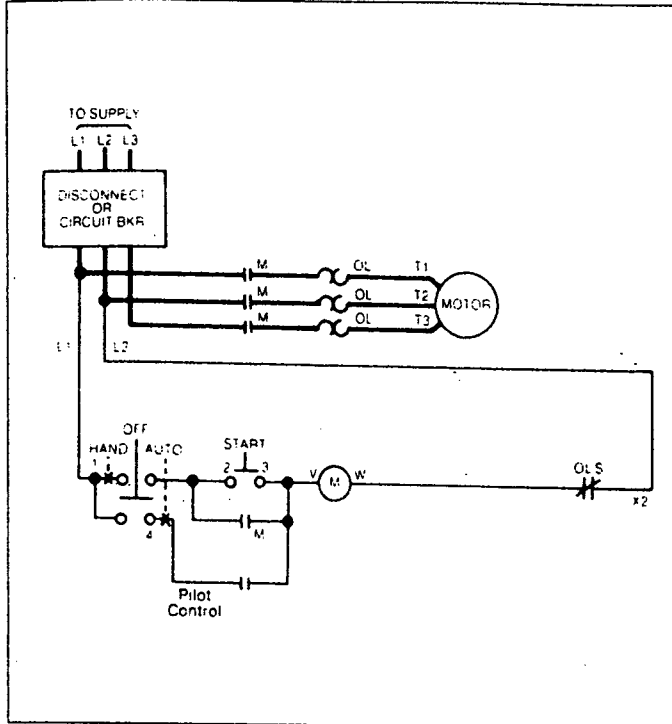 TO SUPPLY
L1 L2 L3
DISCONNECT
OR
CIRCUIT BKR
M OL T1
M OL T2
MOTOR
M OL T3
L1 L2
OFF
HAND AUTO START
1 2 3 V M W OLS
X2
4 M
Pilot
Control